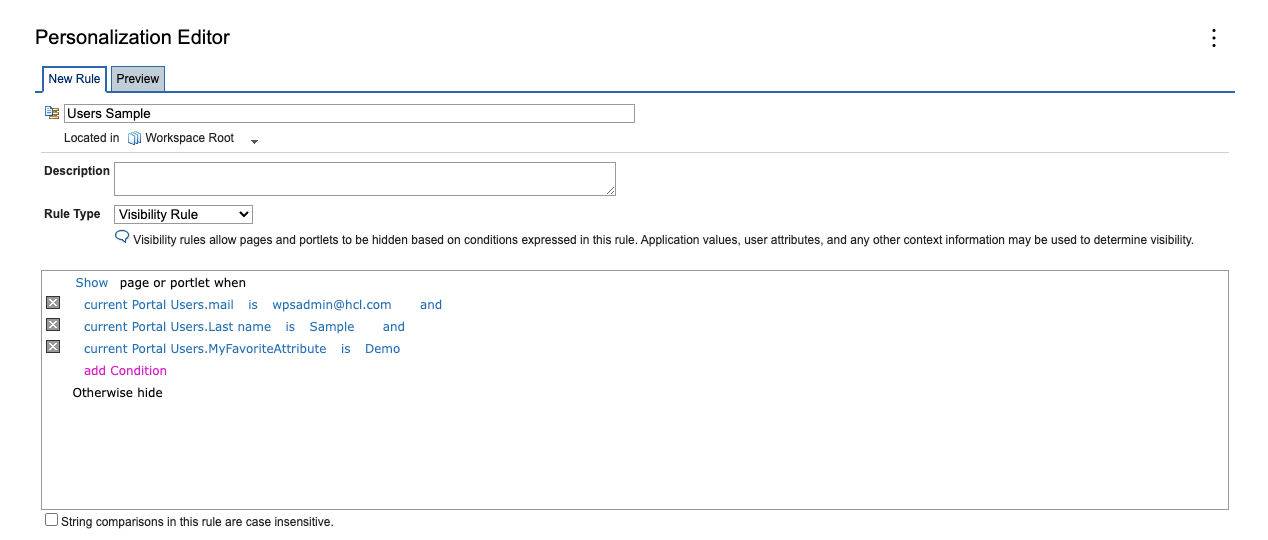 Personalization Editor
New Rule Preview
Users Sample
Located in Workspace Root
Description
Rule Type Visibility Rule
Visibility rules allow pages and portlets to be hidden based on conditions expressed in this rule. Application values, user attributes, and any other context information may be used to determine visibility.
Show page or portlet when
current Portal Users.mail is wpsadmin@hcl.com and
current Portal Users.Last name is Sample and
current Portal Users.MyFavoriteAttribute is Demo
add Condition
Otherwise hide
String comparisons in this rule are case insensitive.